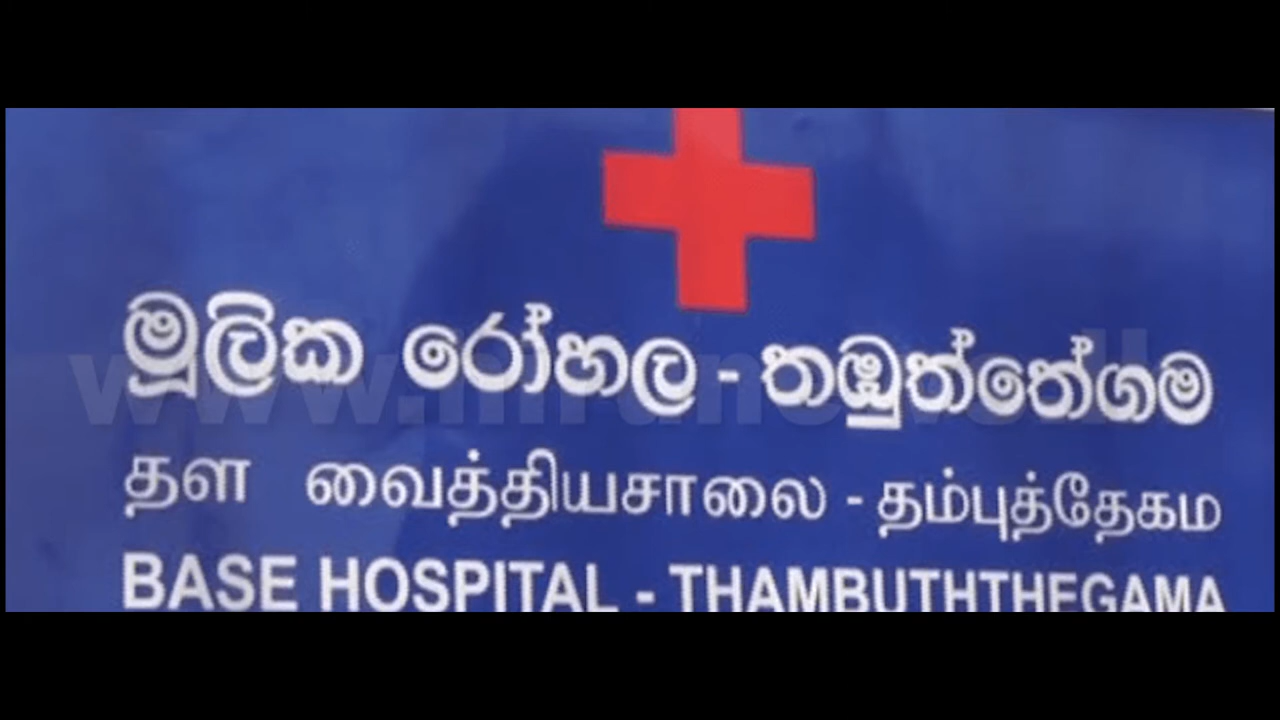 මූලික රෝහල - තඹුත්තේගම
தள வைத்தியசாலை - தம்புத்தேகம
BASE HOSPITAL - THAMBUTHTHEGAMA